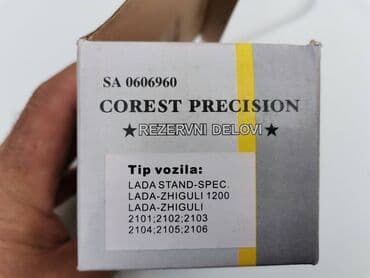 SA 0606960
COREST PRECISION
★ REZERVNI DELOVI ★
Tip vozila:
LADA STAND-SPEC.
LADA-ZHIGULI 1200
LADA-ZHIGULI
2101;2102;2103
2104;2105;2106